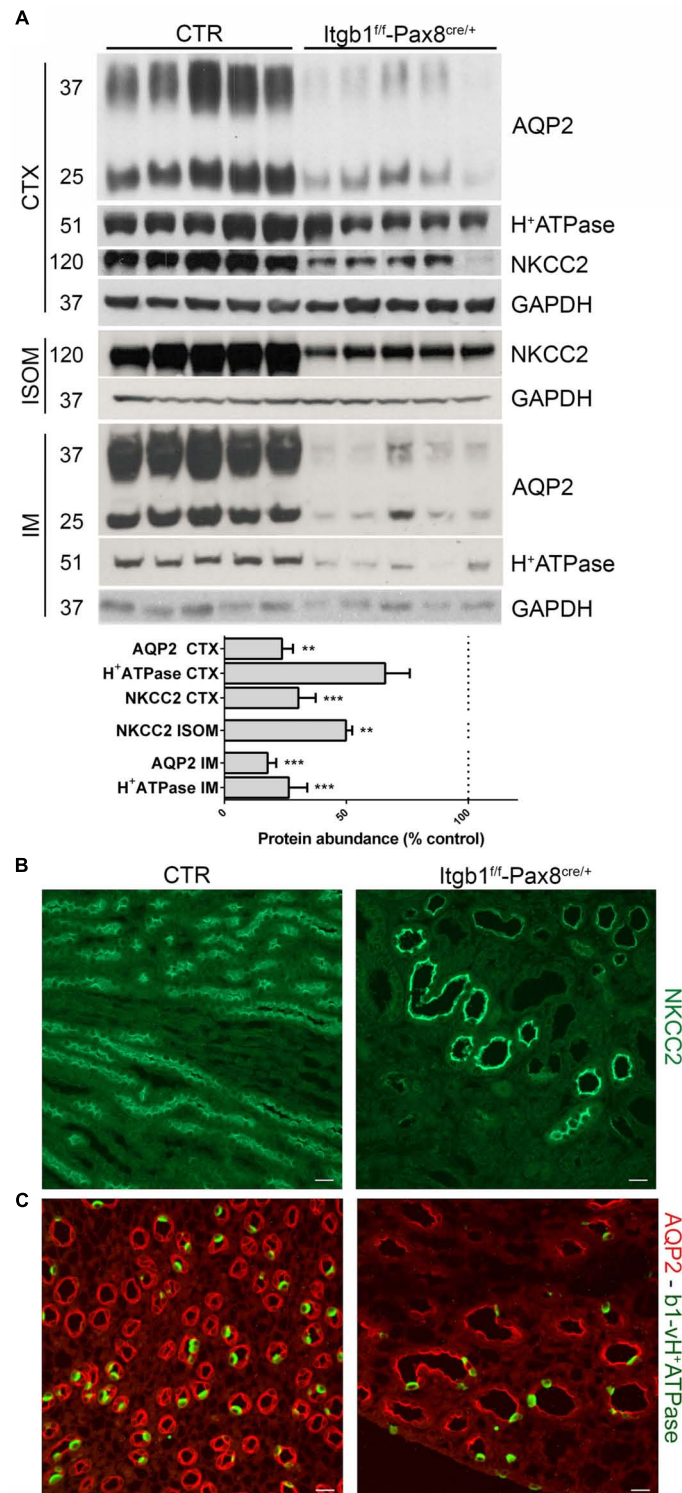 A
CTR
Itgb1f/f-Pax8cre/+
CTX
37
AQP2
25
51
H+ATPase
120
NKCC2
37
GAPDH
ISOM
120
NKCC2
37
GAPDH
IM
37
AQP2
25
51
H+ATPase
37
GAPDH
AQP2 CTX
**
H+ATPase CTX
NKCC2 CTX
***
NKCC2 ISOM
**
AQP2 IM
***
H+ATPase IM
***
0
50
100
Protein abundance (% control)
B
CTR
Itgb1f/f-Pax8cre/+
NKCC2
C
AQP2 - b1-vH+ATPase